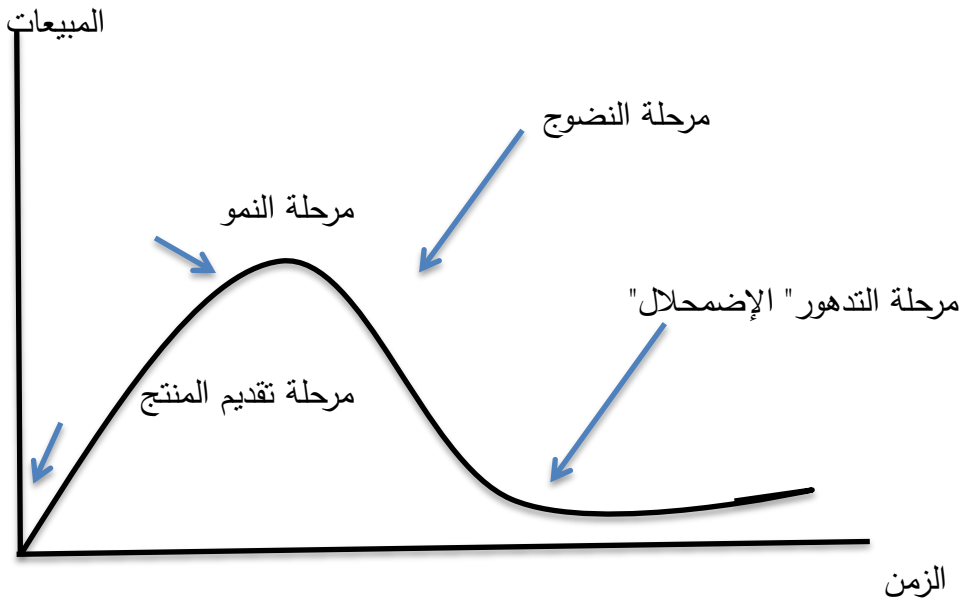 المبيعات
مرحلة النضوج
مرحلة النمو
مرحلة التدهور" الإضمحلال"
مرحلة تقديم المنتج
الزمن